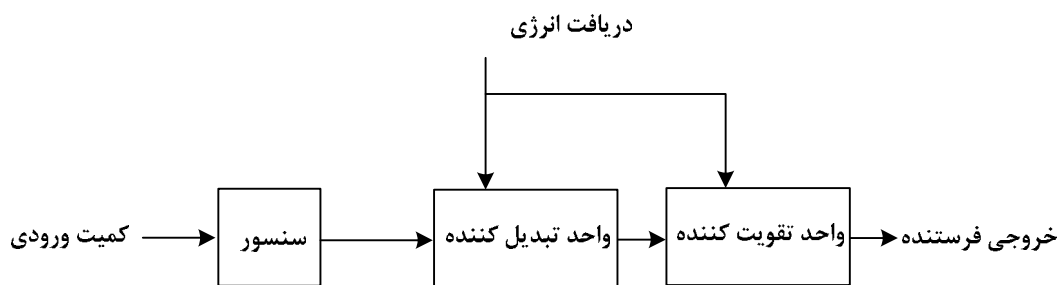 دریافت انرژی
کمیت ورودی
سنسور
واحد تبدیل کننده
واحد تقویت کننده
خروجی فرستنده